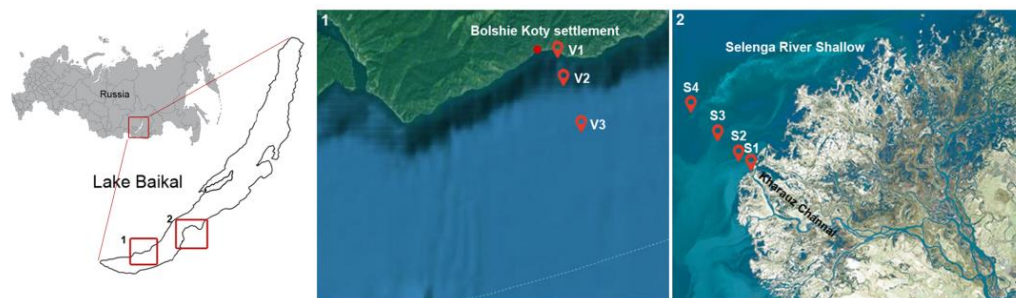 Russia
Lake Baikal
1
2
1
Bolshie Koty settlement
V1
V2
V3
2
Selenga River Shallow
S4
S3
S2
S1
Kharauz Channal